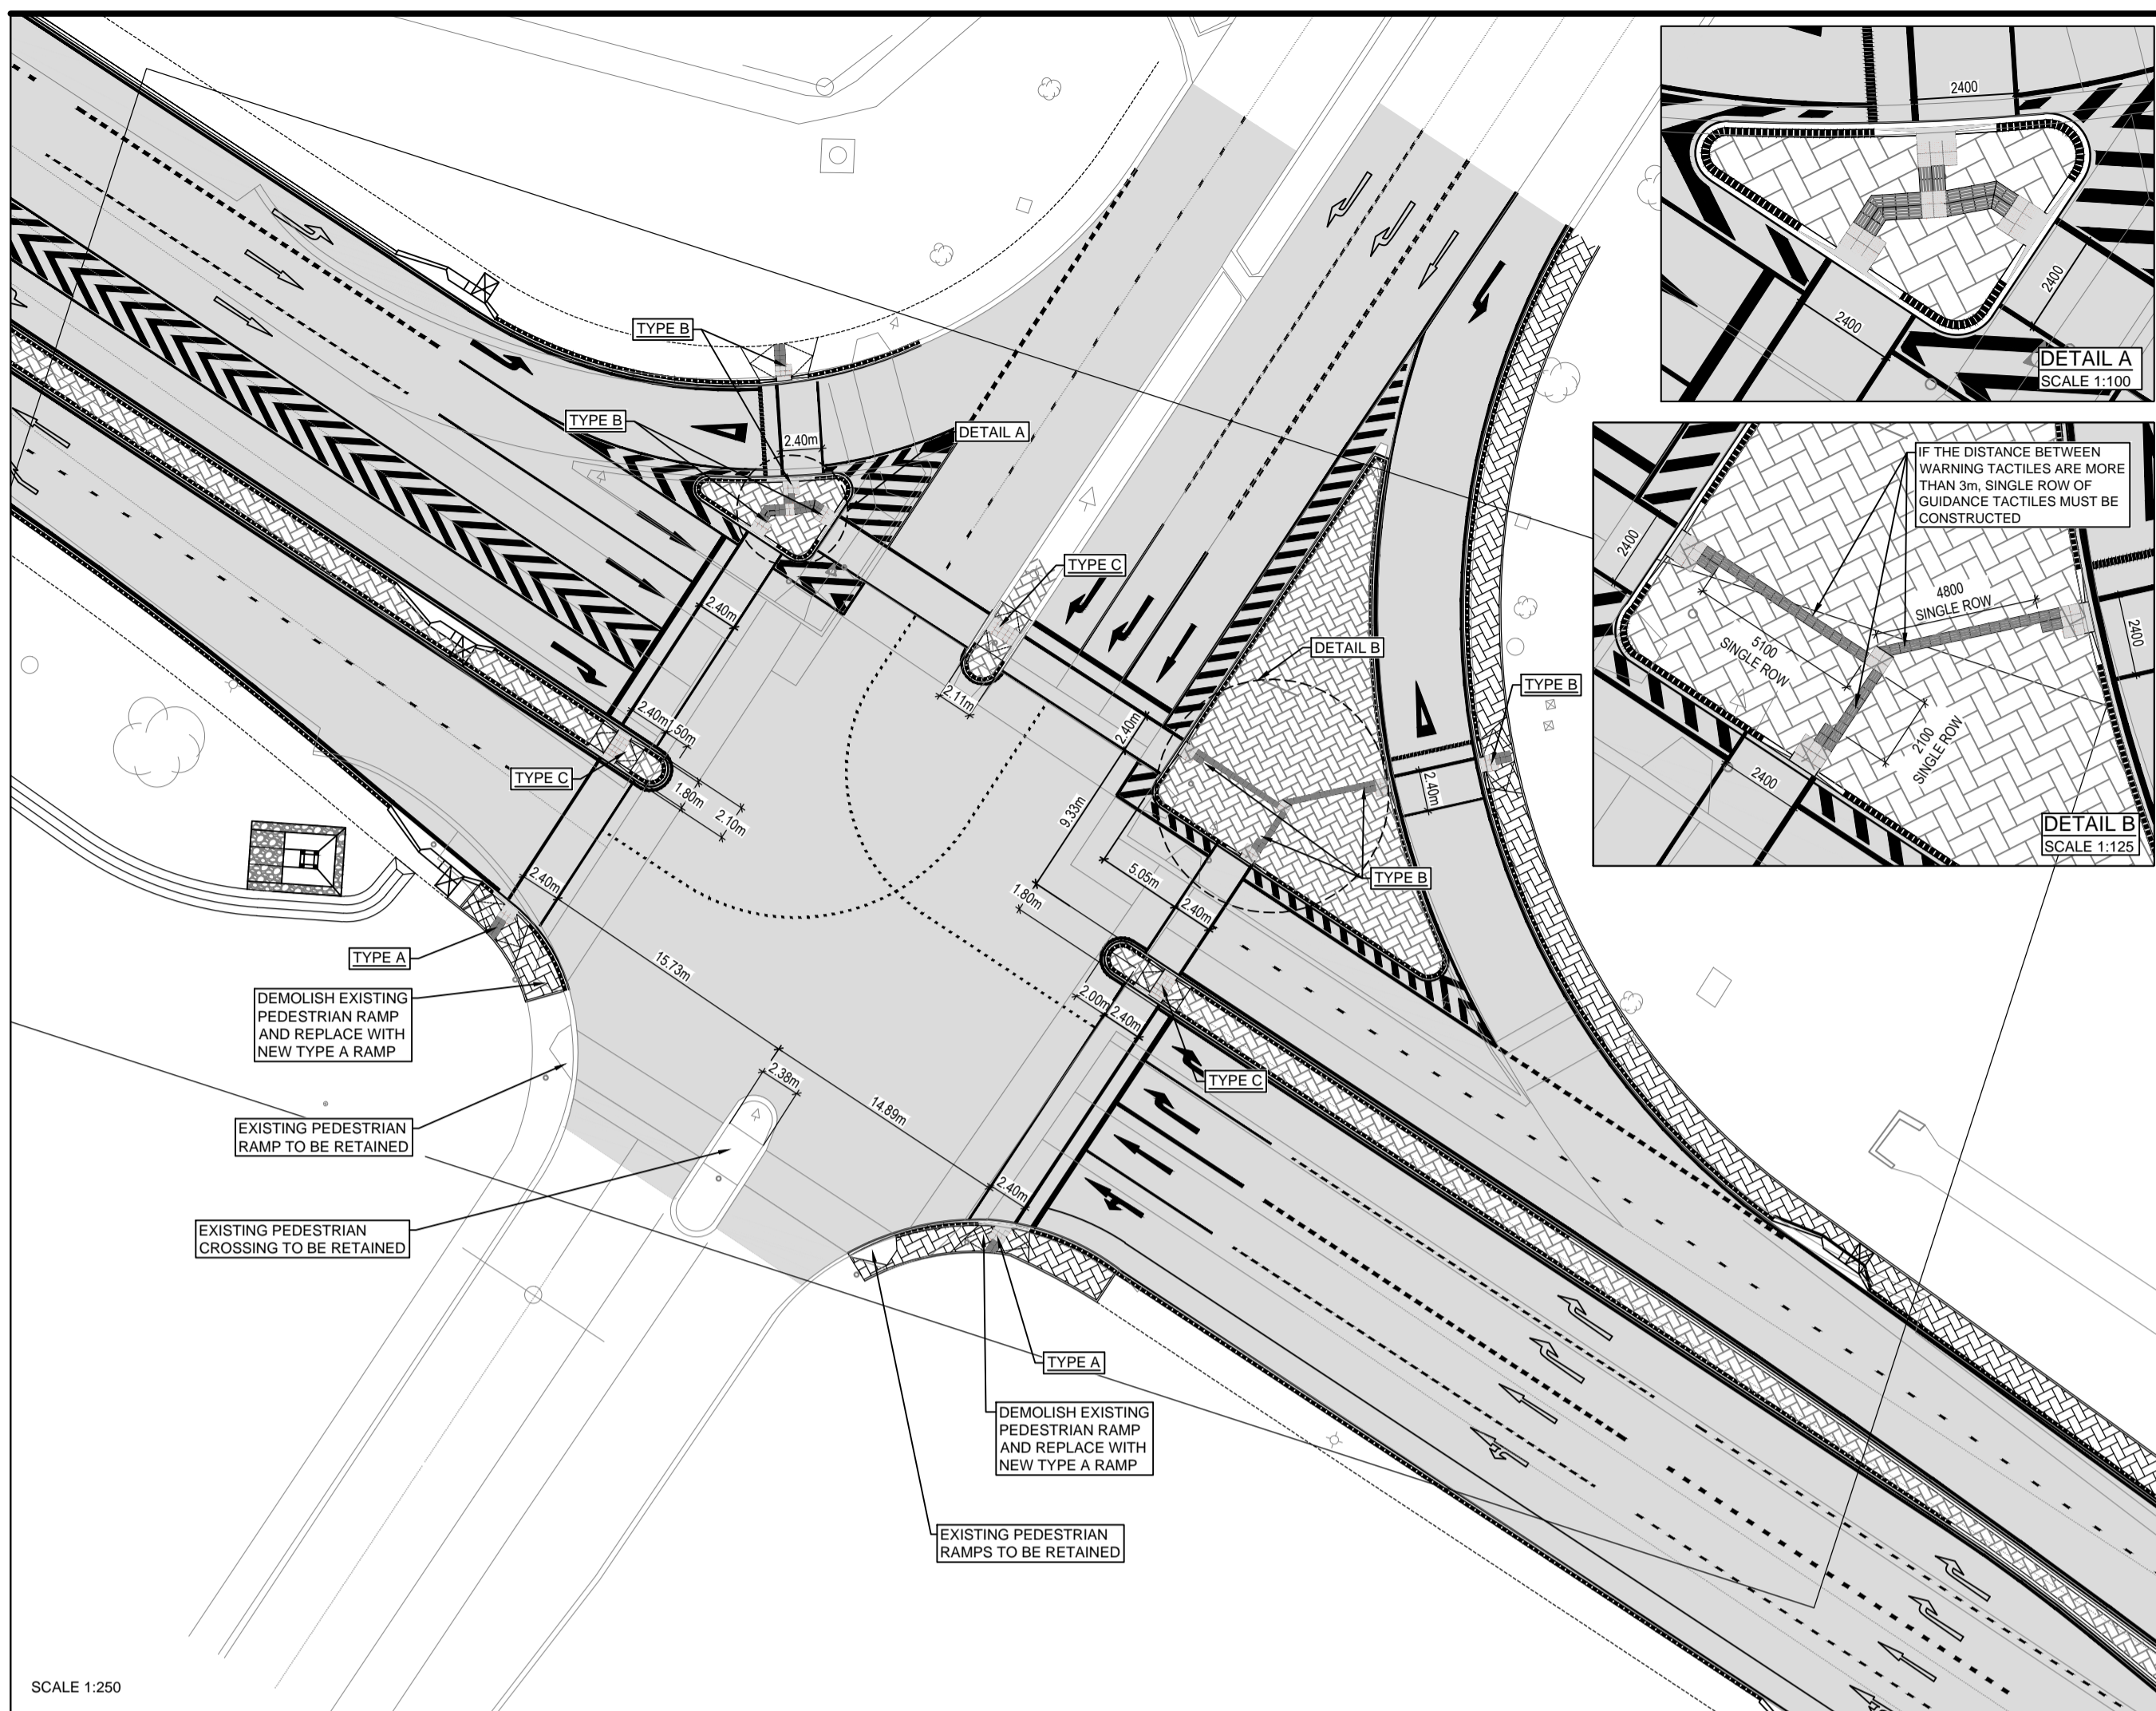 2400
2400
2400
DETAIL A
SCALE 1:100
IF THE DISTANCE BETWEEN
WARNING TACTILES ARE MORE
THAN 3m, SINGLE ROW OF
GUIDANCE TACTILES MUST BE
CONSTRUCTED
2400
4800
SINGLE ROW
5100
SINGLE ROW
2100
SINGLE ROW
2400
2400
DETAIL B
SCALE 1:125
TYPE B
TYPE B
2.40m
DETAIL A
TYPE C
2.40m
DETAIL B
2.11m
TYPE B
2.40m
1.50m
2.40m
TYPE C
1.80m
2.10m
2.40m
9.33m
5.05m
TYPE B
2.40m
1.80m
2.40m
TYPE A
15.73m
DEMOLISH EXISTING
PEDESTRIAN RAMP
AND REPLACE WITH
NEW TYPE A RAMP
2.00m
2.40m
TYPE C
2.38m
14.89m
EXISTING PEDESTRIAN
RAMP TO BE RETAINED
2.40m
EXISTING PEDESTRIAN
CROSSING TO BE RETAINED
TYPE A
DEMOLISH EXISTING
PEDESTRIAN RAMP
AND REPLACE WITH
NEW TYPE A RAMP
EXISTING PEDESTRIAN
RAMPS TO BE RETAINED
SCALE 1:250